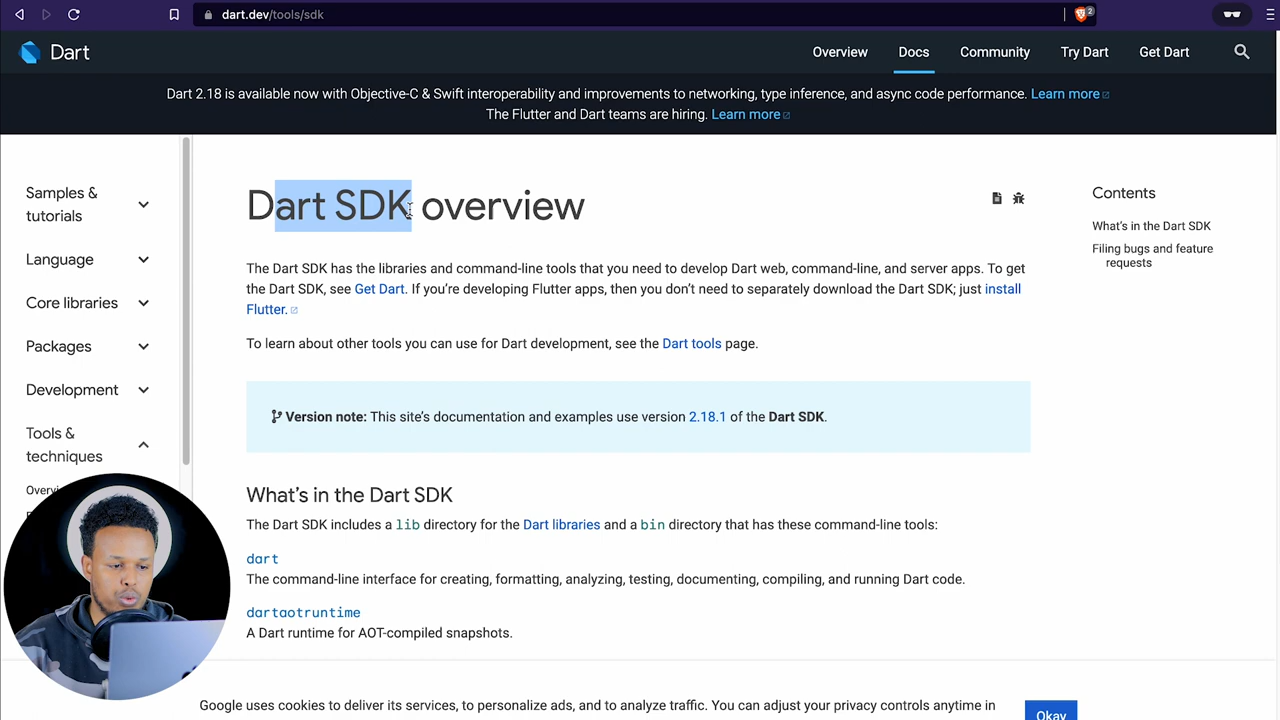 dart.dev/tools/sdk
2
Dart
Overview
Docs
Community
Try Dart
Get Dart
Dart 2.18 is available now with Objective-C & Swift interoperability and improvements to networking, type inference, and async code performance. Learn more
The Flutter and Dart teams are hiring. Learn more
Samples &
tutorials
Language
Core libraries
Packages
Development
Tools &
techniques
Dart SDK overview
The Dart SDK has the libraries and command-line tools that you need to develop Dart web, command-line, and server apps. To get
the Dart SDK, see Get Dart. If you're developing Flutter apps, then you don't need to separately download the Dart SDK; just install
Flutter.
To learn about other tools you can use for Dart development, see the Dart tools page.
Version note: This site's documentation and examples use version 2.18.1 of the Dart SDK.
What's in the Dart SDK
The Dart SDK includes a lib directory for the Dart libraries and a bin directory that has these command-line tools:
dart
The command-line interface for creating, formatting, analyzing, testing, documenting, compiling, and running Dart code.
dartaotruntime
A Dart runtime for AOT-compiled snapshots.
Contents
What's in the Dart SDK
Filing bugs and feature
requests
Google uses cookies to deliver its services, to personalize ads, and to analyze traffic. You can adjust your privacy controls anytime in
Okay